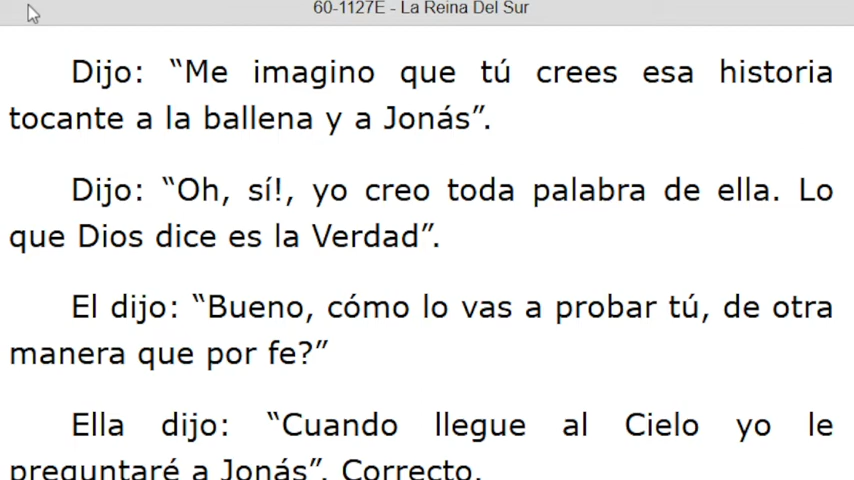 60-1127E - La Reina Del Sur
Dijo: “Me imagino que tú crees esa historia
tocante a la ballena y a Jonás”.
Dijo: “Oh, sí!, yo creo toda palabra de ella. Lo
que Dios dice es la Verdad”.
El dijo: “Bueno, cómo lo vas a probar tú, de otra
manera que por fe?”
Ella dijo: “Cuando llegue al Cielo yo le
preguntaré a Jonás”. Correcto.